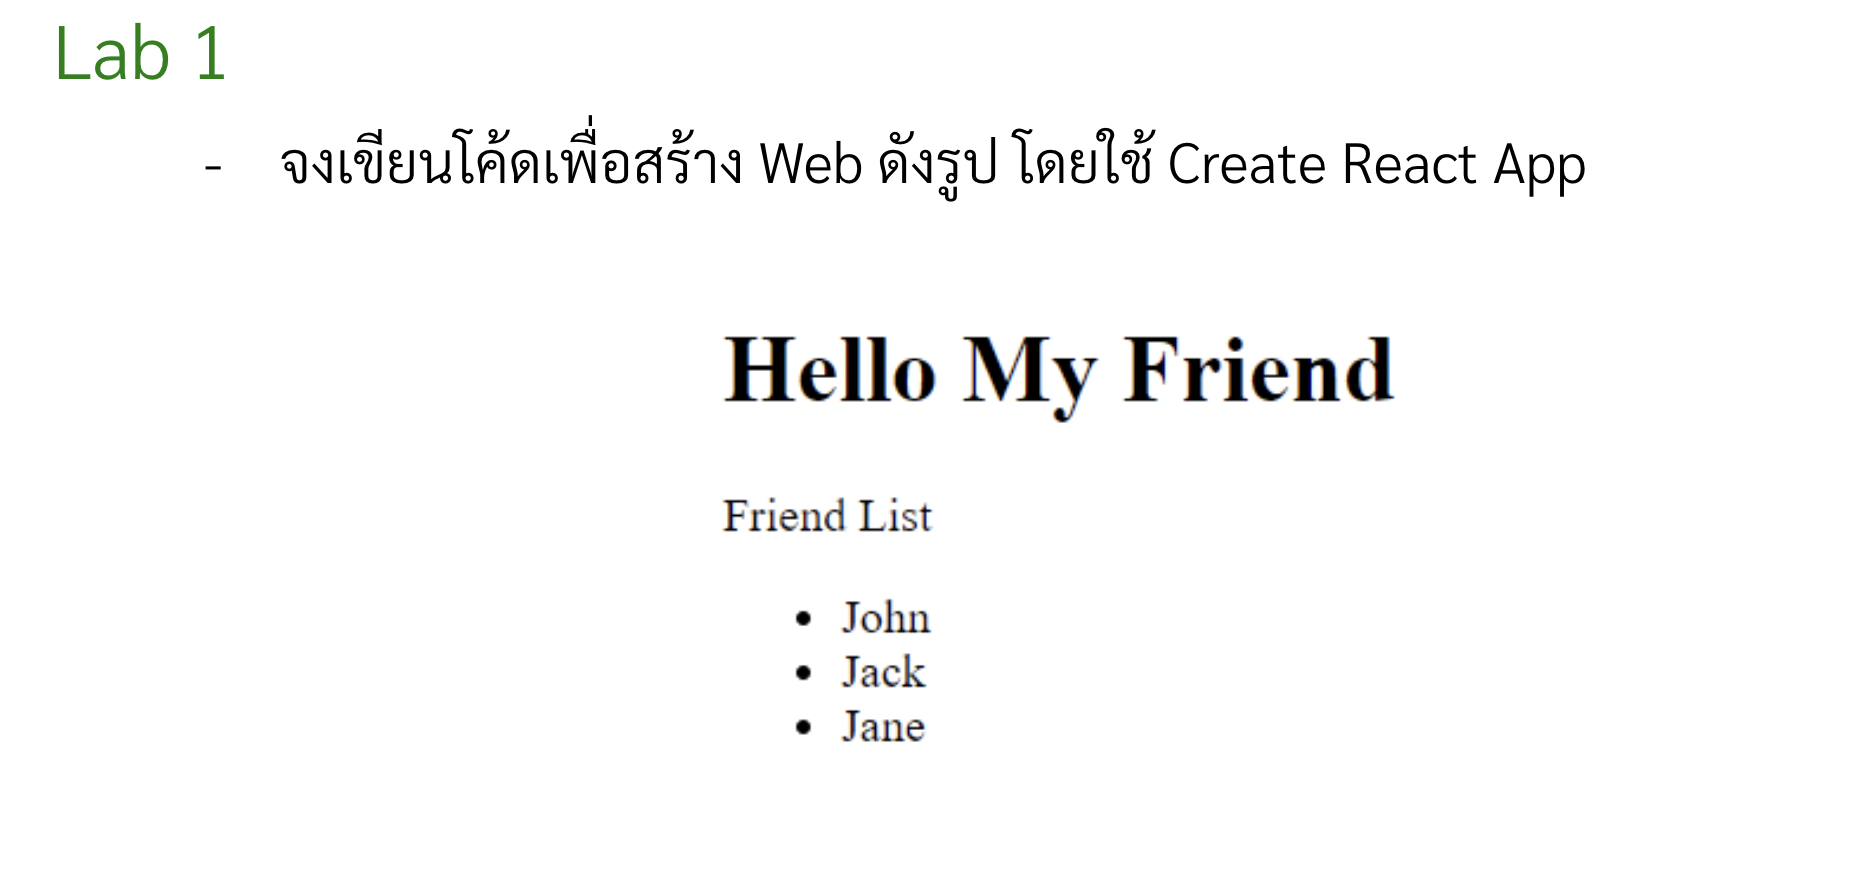 Lab 1
- จงเขียนโค้ดเพื่อสร้าง Web ดังรูป โดยใช้ Create React App
Hello My Friend
Friend List
• John
• Jack
• Jane